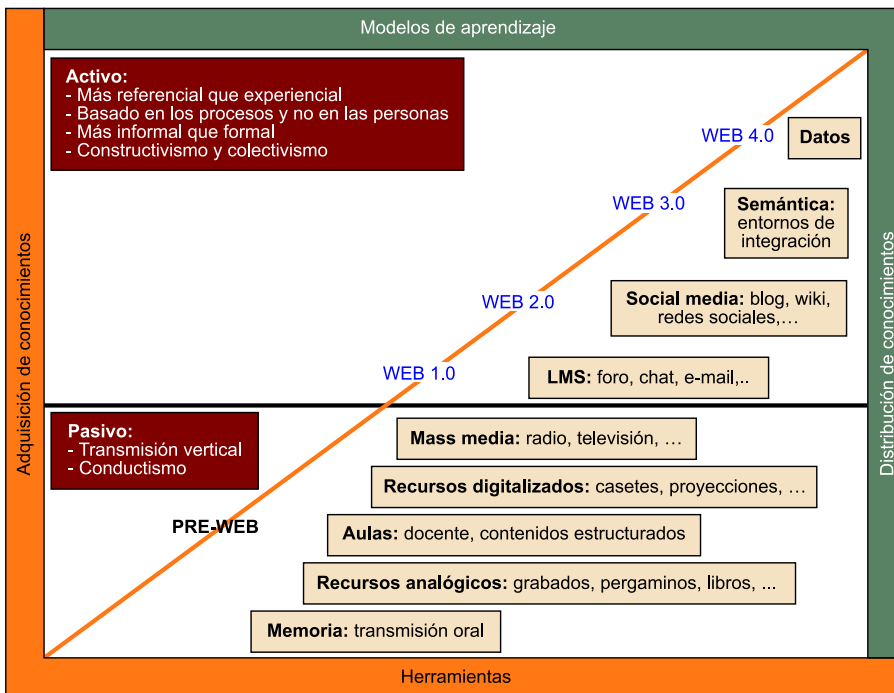 Modelos de aprendizaje
Adquisición de conocimientos
Activo:
- Más referencial que experiencial
- Basado en los procesos y no en las personas
- Más informal que formal
- Constructivismo y colectivismo
WEB 4.0
Datos
WEB 3.0
Semántica:
entornos de
integración
WEB 2.0
Social media: blog, wiki,
redes sociales,…
WEB 1.0
LMS: foro, chat, e-mail,..
Distribución de conocimientos
Pasivo:
- Transmisión vertical
- Conductismo
Mass media: radio, televisión, …
Recursos digitalizados: casetes, proyecciones, …
PRE-WEB
Aulas: docente, contenidos estructurados
Recursos analógicos: grabados, pergaminos, libros, ...
Memoria: transmisión oral
Herramientas